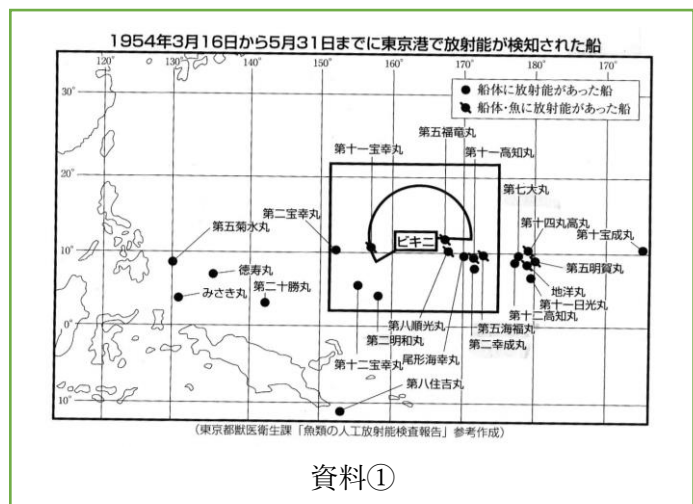 1954年3月16日から5月31日までに東京港で放射能が検知された船
120° 130° 140° 150° 160° 170° 180° 170°
● 船体に放射能があった船
船体・魚に放射能があった船
30°
第五福竜丸
第十一宝幸丸 第十一高知丸
20°
第七大丸
第二宝幸丸 第十四丸高丸
第十宝成丸
第五菊水丸
ビキニ
10°
徳寿丸
第五明賀丸
みさき丸 第二十勝丸
地洋丸
第十一日光丸
第八順光丸 第十二高知丸
0°
第二明和丸 尾形海幸丸 第五海福丸
第二幸成丸
第十二宝幸丸
第八住吉丸
10°
（東京都獣医衛生課「魚類の人工放射能検査報告」参考作成）
資料①